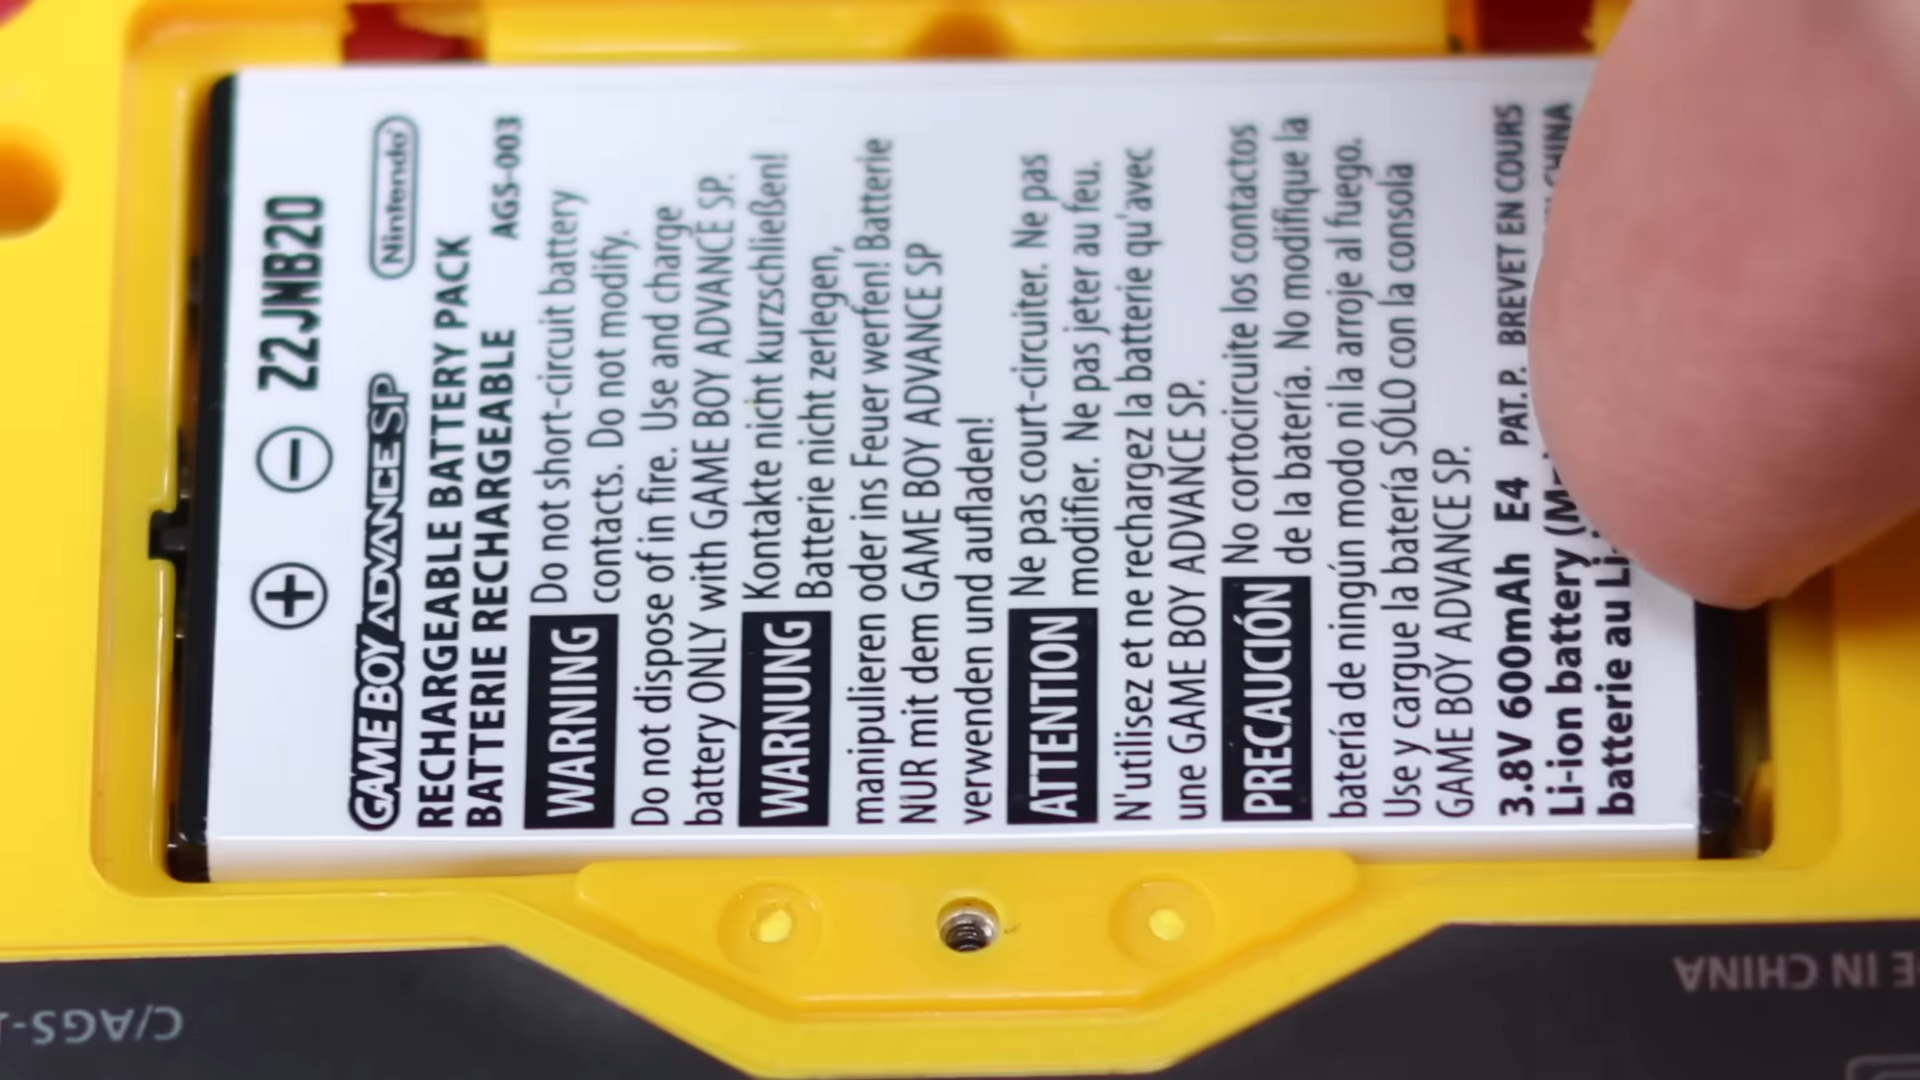 ⊕ ⊖ Z2JNB20
GAME BOY ADVANCE SP Nintendo
RECHARGEABLE BATTERY PACK
BATTERIE RECHARGEABLE AGS-003
WARNING Do not short-circuit battery
contacts. Do not modify.
Do not dispose of in fire. Use and charge
battery ONLY with GAME BOY ADVANCE SP.
WARNUNG Kontakte nicht kurzschließen!
Batterie nicht zerlegen,
manipulieren oder ins Feuer werfen! Batterie
NUR mit dem GAME BOY ADVANCE SP
verwenden und aufladen!
ATTENTION Ne pas court-circuiter. Ne pas
modifier. Ne pas jeter au feu.
N'utilisez et ne rechargez la batterie qu'avec
une GAME BOY ADVANCE SP.
PRECAUCIÓN No cortocircuite los contactos
de la batería. No modifique la
batería de ningún modo ni la arroje al fuego.
Use y cargue la batería SÓLO con la consola
GAME BOY ADVANCE SP.
3.8V 600mAh E4 PAT. P. BREVET EN COURS
Li-ion battery CHINA
batterie au
C/AGS-
IN CHINA